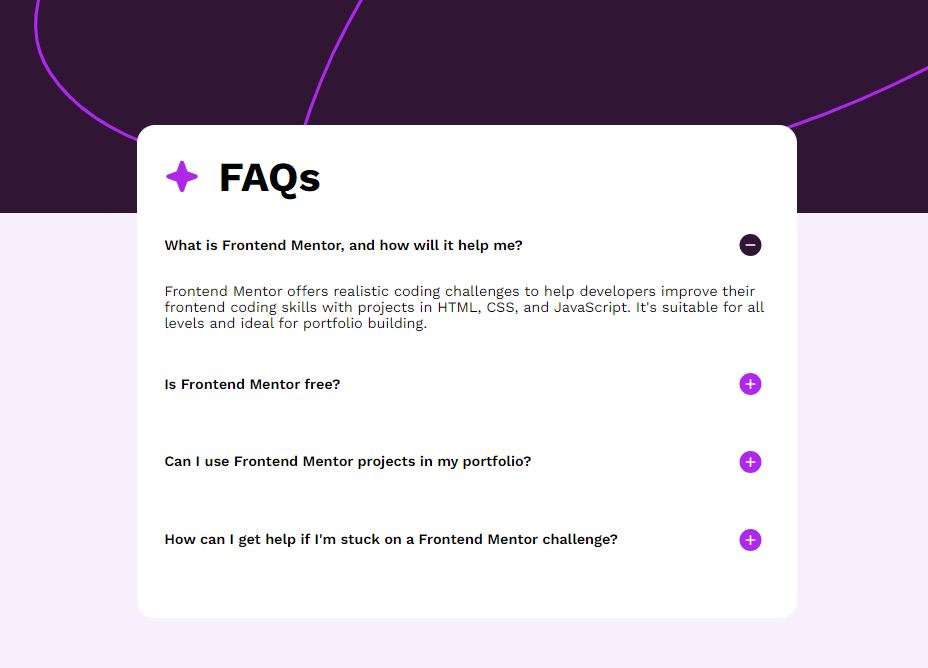 FAQs
What is Frontend Mentor, and how will it help me?
Frontend Mentor offers realistic coding challenges to help developers improve their
frontend coding skills with projects in HTML, CSS, and JavaScript. It's suitable for all
levels and ideal for portfolio building.
Is Frontend Mentor free?
Can I use Frontend Mentor projects in my portfolio?
How can I get help if I'm stuck on a Frontend Mentor challenge?